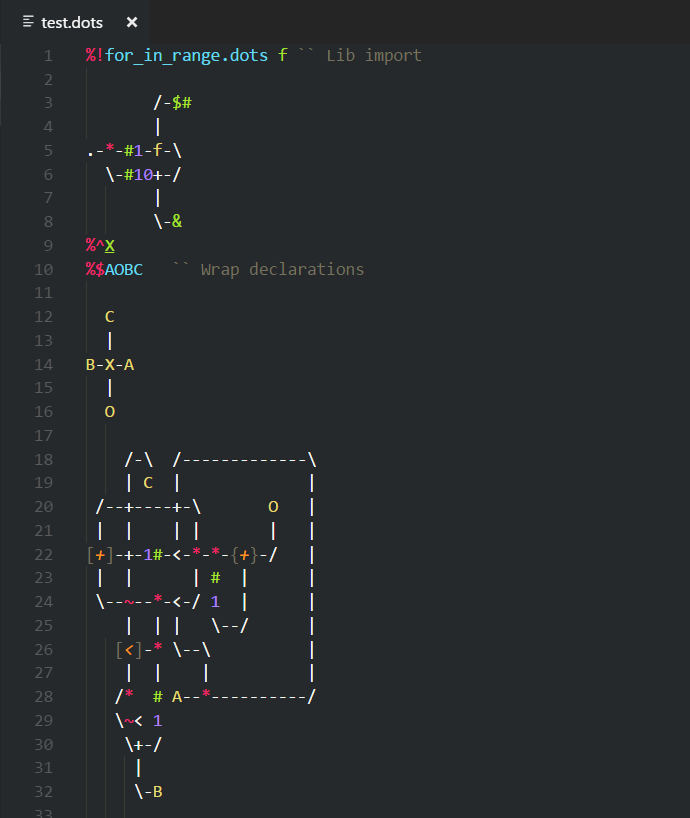 test.dots ×
1 %!for_in_range.dots f `` Lib import
2
3        /-$#
4        |
5 .-*-#1-f-\
6   \-#10+-/
7        |
8        \-&
9 %^X
10 %$AOBC   `` Wrap declarations
11
12   C
13   |
14 B-X-A
15   |
16   O
17
18     /-\  /-------------\
19     | C  |             |
20  /--+----+-\       O   |
21  |  |    | |       |   |
22 [+]-+-1#-<-*-*-{+}-/   |
23  |  |      | #  |      |
24  \--~--*-<-/ 1  |      |
25     |  | |   \--/      |
26    [<]-* \--\          |
27     |  |    |          |
28    /*  # A--*----------/
29    \~< 1
30     \+-/
31      |
32      \-B
33